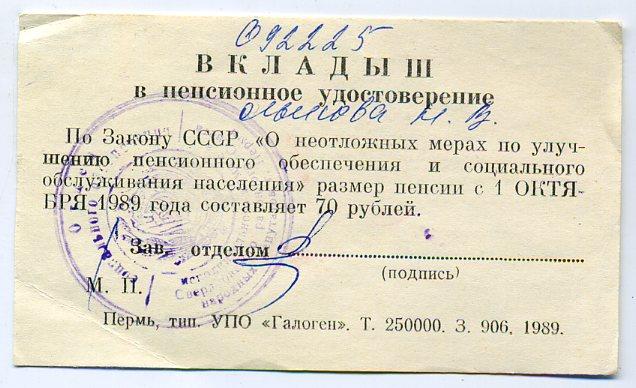 092225
ВКЛАДЫШ
в пенсионное удостоверение
Н. В.
По Закону СССР «О неотложных мерах по улуч-
шению пенсионного обеспечения и социального
обслуживания населения» размер пенсии с 1 ОКТЯ-
БРЯ 1989 года составляет 70 рублей.
Зав. отделом
(подпись)
М. П.
Пермь, тип. УПО «Галоген». Т. 250000. З. 906, 1989.